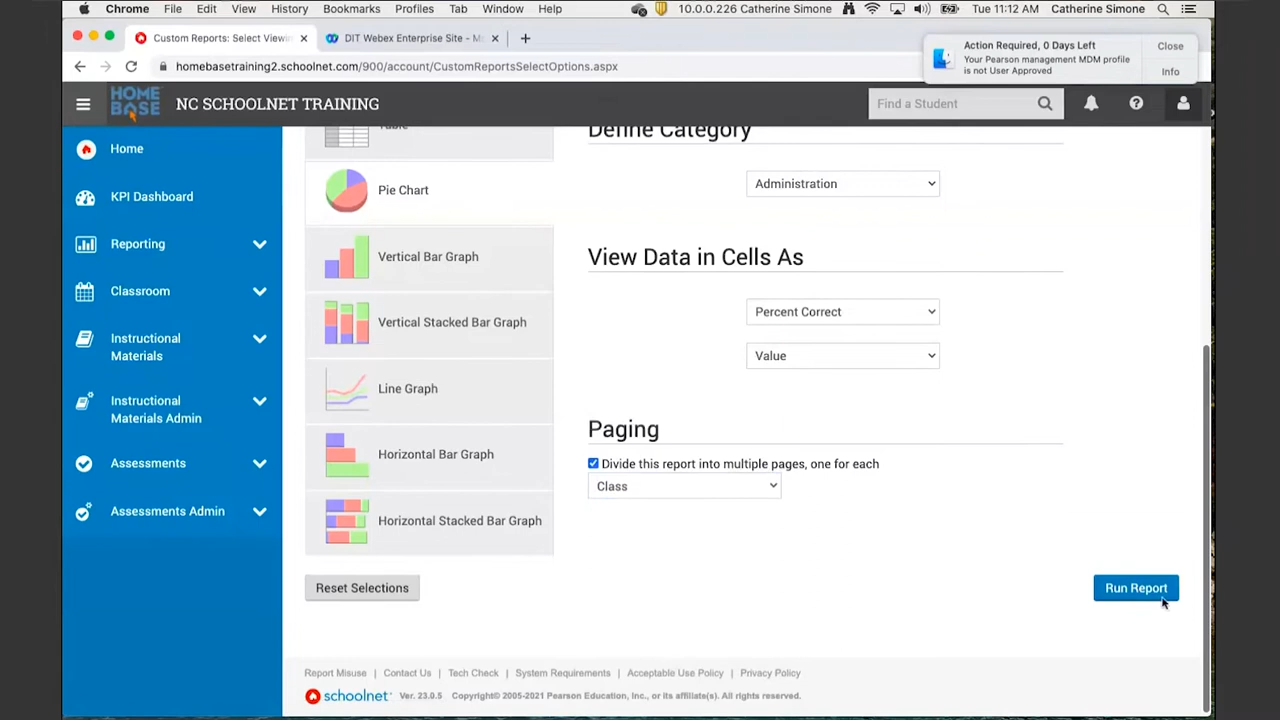 Chrome File Edit View History Bookmarks Profiles Tab Window Help 10.0.0.226 Catherine Simone Tue 11:12 AM Catherine Simone
Custom Reports: Select Viewin
DIT Webex Enterprise Site - M
homebasetraining2.schoolnet.com/900/account/CustomReportsSelectOptions.aspx
Action Required, 0 Days Left
Your Pearson management MDM profile
is not User Approved
Close
Info
HOME
BASE
NC SCHOOLNET TRAINING
Find a Student
Home
KPI Dashboard
Reporting
Classroom
Instructional
Materials
Instructional
Materials Admin
Assessments
Assessments Admin
Table
Pie Chart
Vertical Bar Graph
Vertical Stacked Bar Graph
Line Graph
Horizontal Bar Graph
Horizontal Stacked Bar Graph
Define Category
Administration
View Data in Cells As
Percent Correct
Value
Paging
Divide this report into multiple pages, one for each
Class
Reset Selections
Run Report
Report Misuse | Contact Us | Tech Check | System Requirements | Acceptable Use Policy | Privacy Policy
schoolnet Ver. 23.0.5 Copyright© 2005-2021 Pearson Education, Inc., or its affiliate(s). All rights reserved.